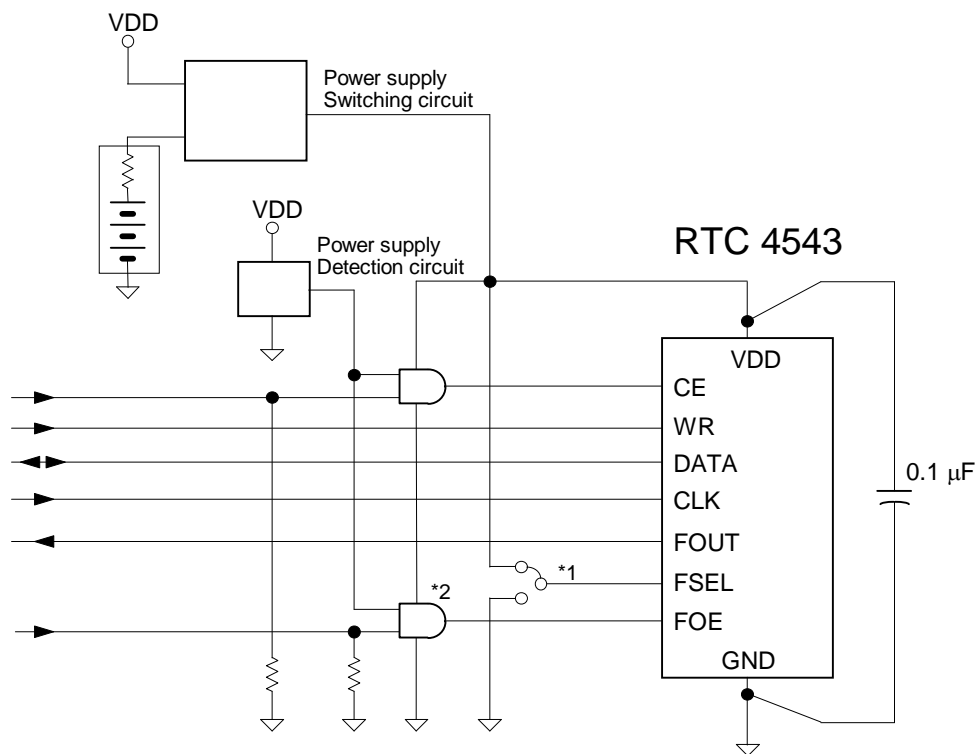 VDD
Power supply
Switching circuit
VDD
Power supply
Detection circuit
RTC 4543
VDD
CE
WR
DATA
0.1 μF
CLK
FOUT
*1
FSEL
*2
FOE
GND